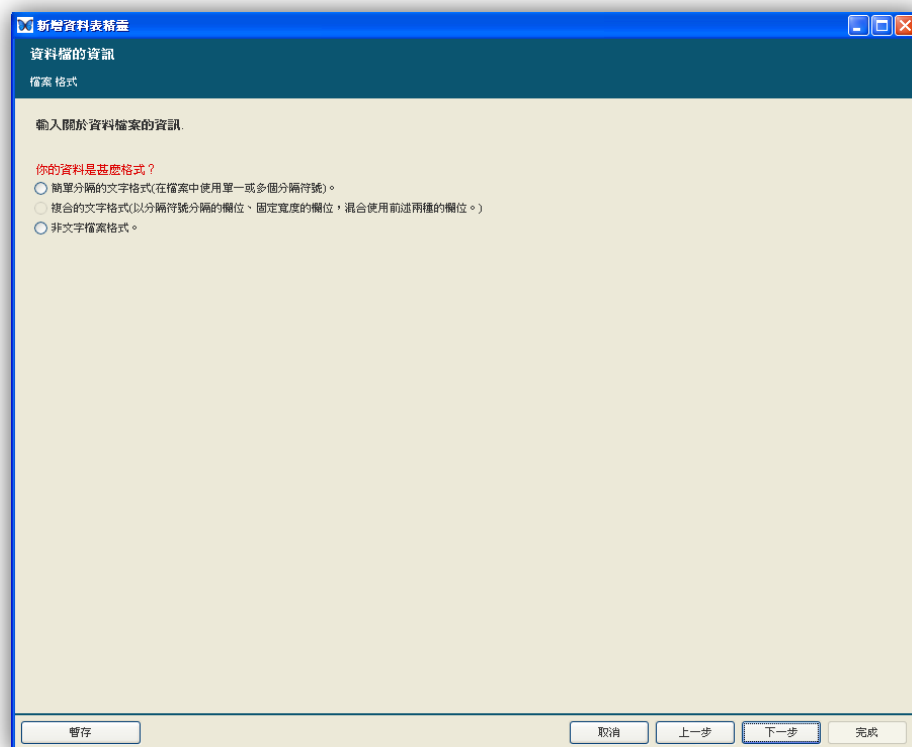 新增資料表精靈
資料檔的資訊
檔案 格式
輸入關於資料檔案的資訊.
你的資料是甚麼格式？
簡單分隔的文字格式(在檔案中使用單一或多個分隔符號)。
複合的文字格式(以分隔符號分隔的欄位、固定寬度的欄位，混合使用前述兩種的欄位。)
非文字檔案格式。
暫存 取消 上一步 下一步 完成